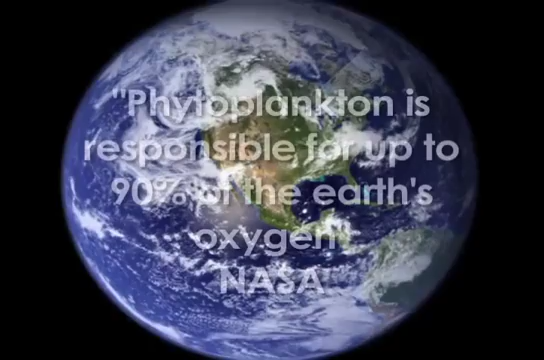 "Phytoplankton is
responsible for up to
90% of the earth's
oxygen
NASA